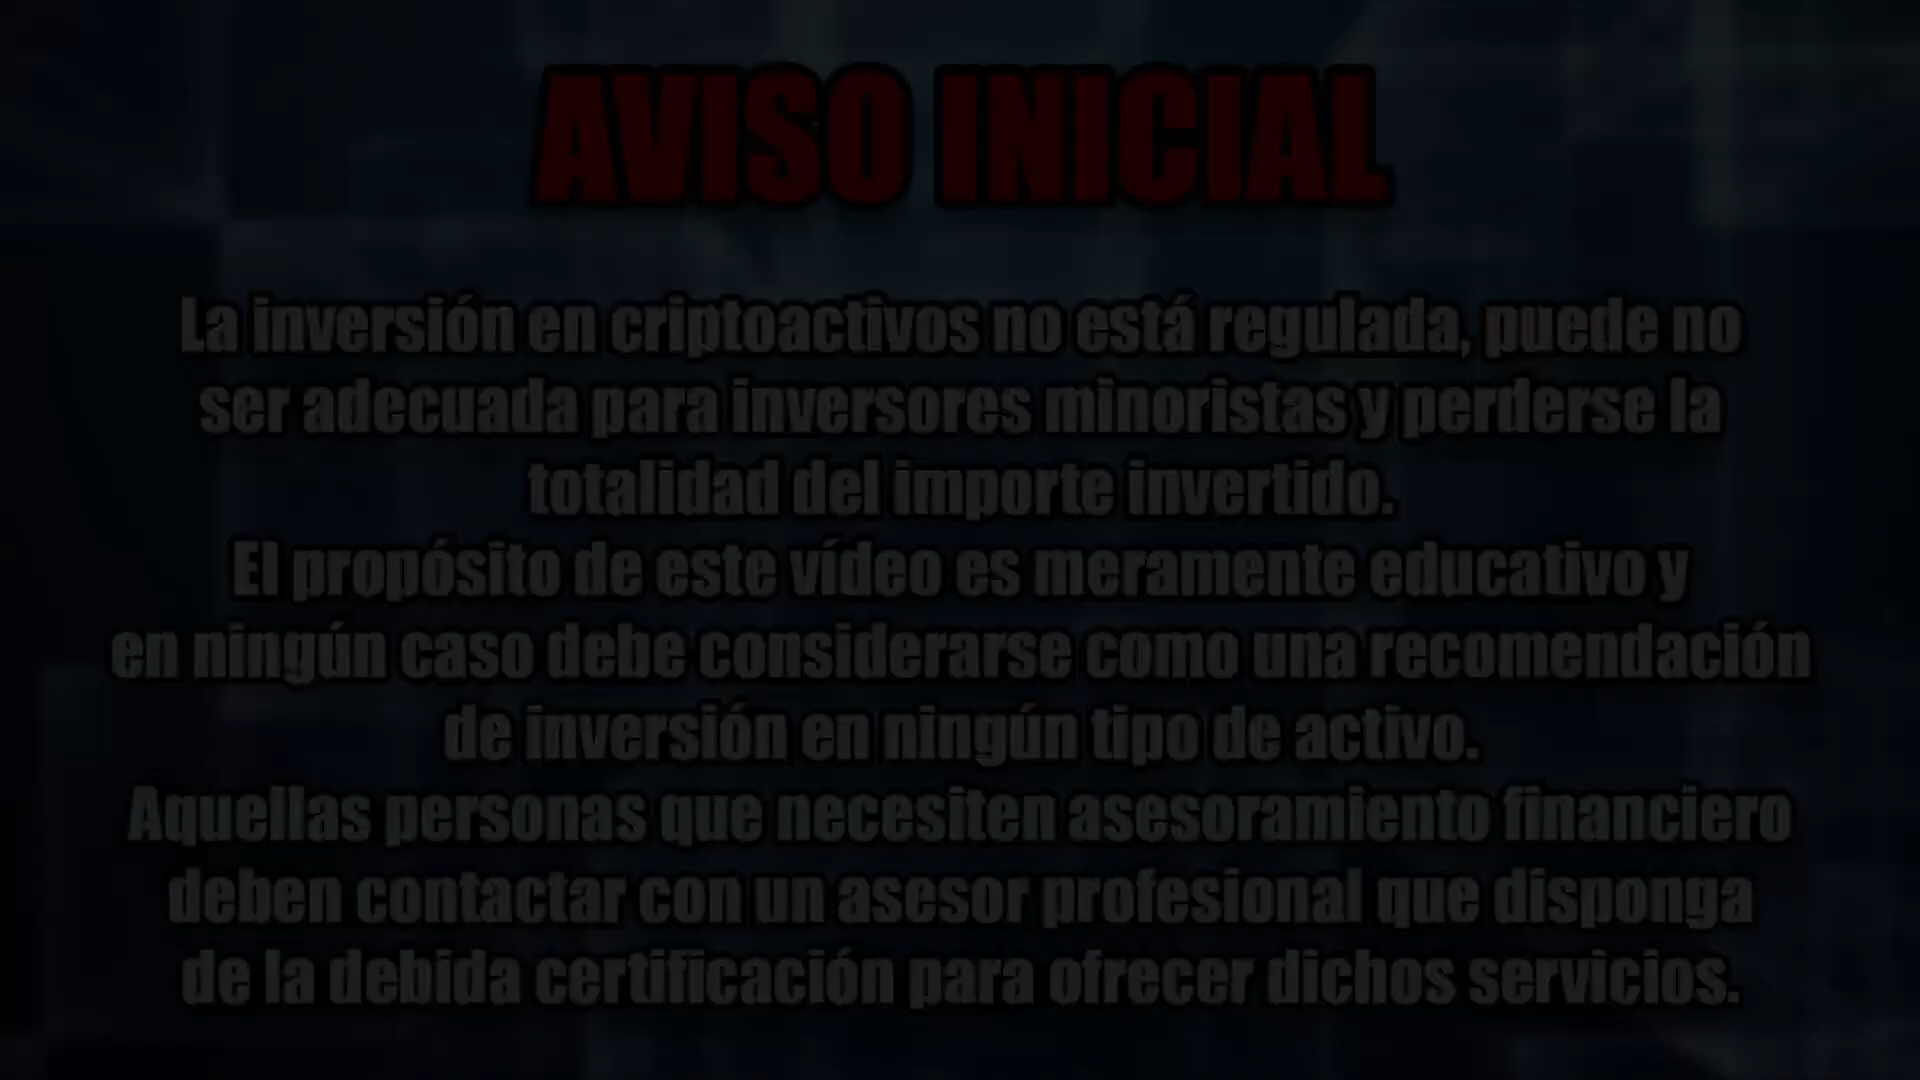 AVISO INICIAL
La inversión en criptoactivos no está regulada, puede no
ser adecuada para inversores minoristas y perderse la
totalidad del importe invertido.
El propósito de este vídeo es meramente educativo y
en ningún caso debe considerarse como una recomendación
de inversión en ningún tipo de activo.
Aquellas personas que necesiten asesoramiento financiero
deben contactar con un asesor profesional que disponga
de la debida certificación para ofrecer dichos servicios.